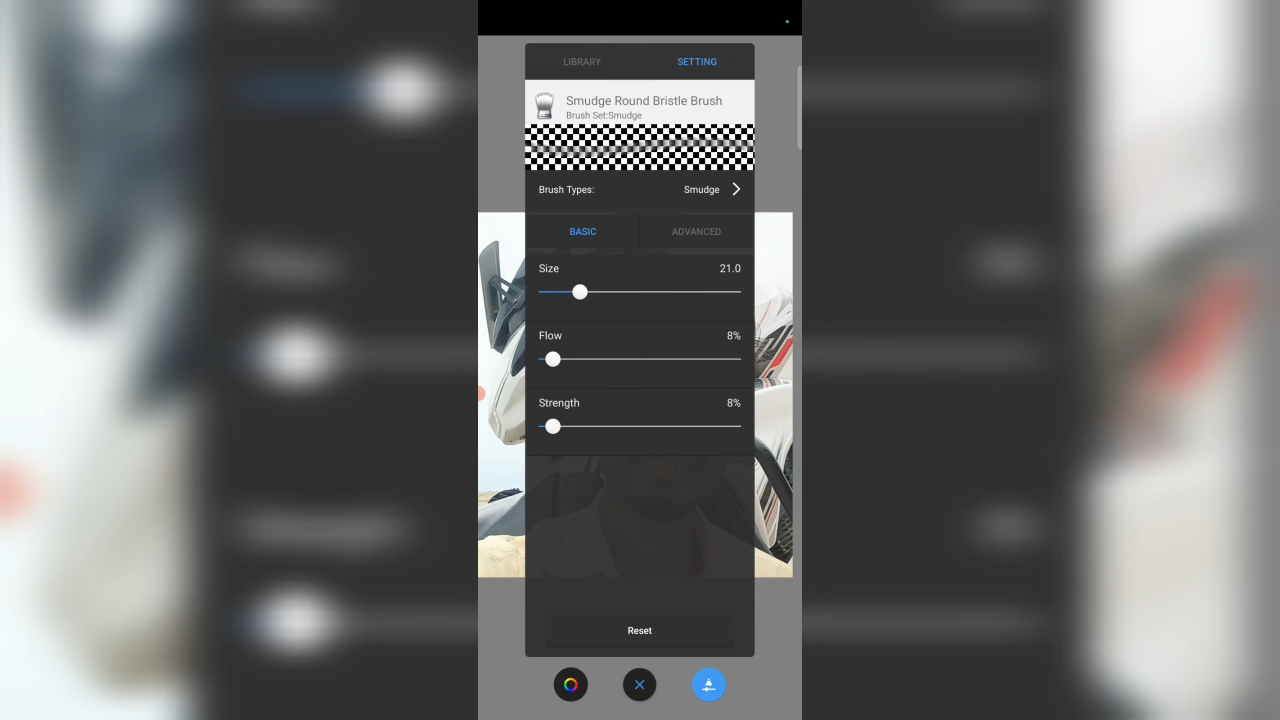 LIBRARY SETTING
Smudge Round Bristle Brush
Brush Set:Smudge
Brush Types: Smudge
BASIC ADVANCED
Size 21.0
Flow 8%
Strength 8%
Reset